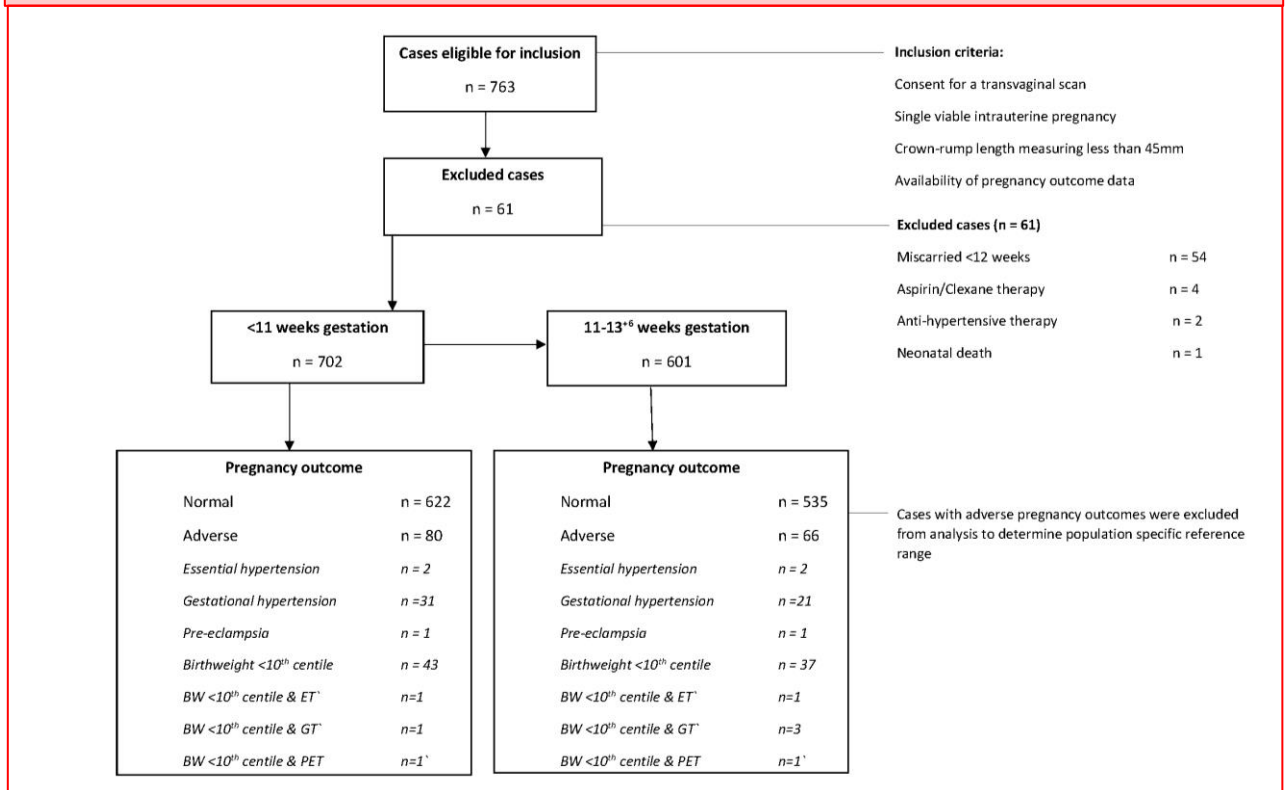 Cases eligible for inclusion
n = 763
Inclusion criteria:
Consent for a transvaginal scan
Single viable intrauterine pregnancy
Crown-rump length measuring less than 45mm
Availability of pregnancy outcome data
Excluded cases
n = 61
Excluded cases (n = 61)
Miscarried <12 weeks n = 54
Aspirin/Clexane therapy n = 4
Anti-hypertensive therapy n = 2
Neonatal death n = 1
<11 weeks gestation
n = 702
11-13⁺⁶ weeks gestation
n = 601
Pregnancy outcome
Normal n = 622
Adverse n = 80
Essential hypertension n = 2
Gestational hypertension n =31
Pre-eclampsia n = 1
Birthweight <10th centile n = 43
BW <10th centile & ET` n=1
BW <10th centile & GT` n=1
BW <10th centile & PET n=1`
Pregnancy outcome
Normal n = 535
Adverse n = 66
Essential hypertension n = 2
Gestational hypertension n =21
Pre-eclampsia n = 1
Birthweight <10th centile n = 37
BW <10th centile & ET` n=1
BW <10th centile & GT` n=3
BW <10th centile & PET n=1`
Cases with adverse pregnancy outcomes were excluded
from analysis to determine population specific reference
range